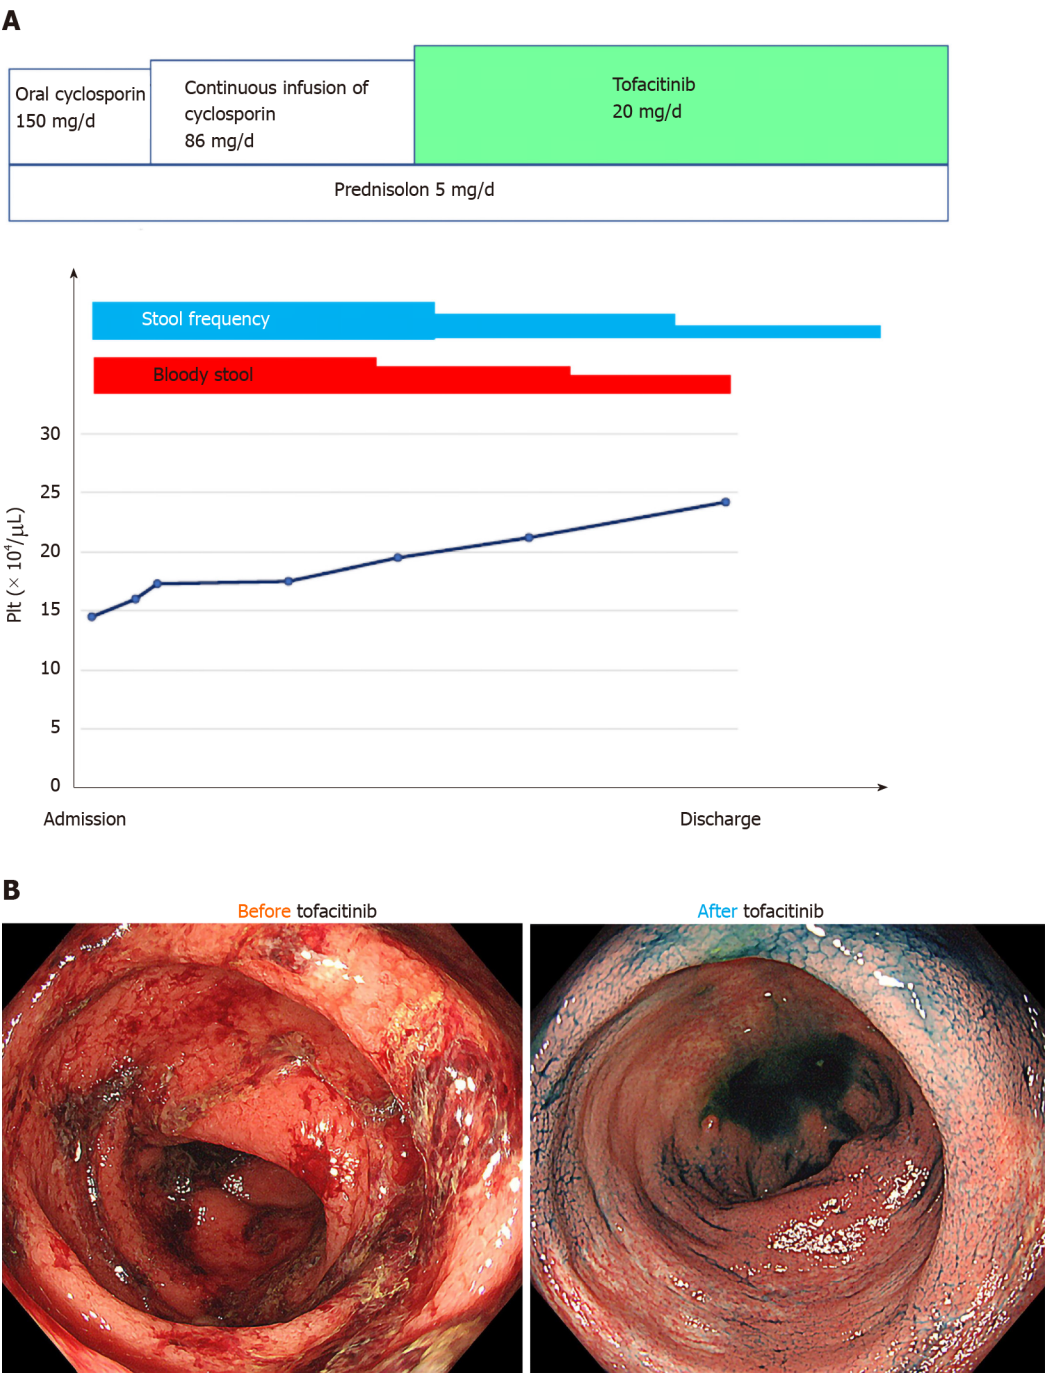 A
Oral cyclosporin
150 mg/d
Continuous infusion of
cyclosporin
86 mg/d
Tofacitinib
20 mg/d
Prednisolon 5 mg/d
Stool frequency
Bloody stool
30
25
20
15
10
5
0
Plt (× 10⁴/μL)
Admission
Discharge
B
Before tofacitinib
After tofacitinib